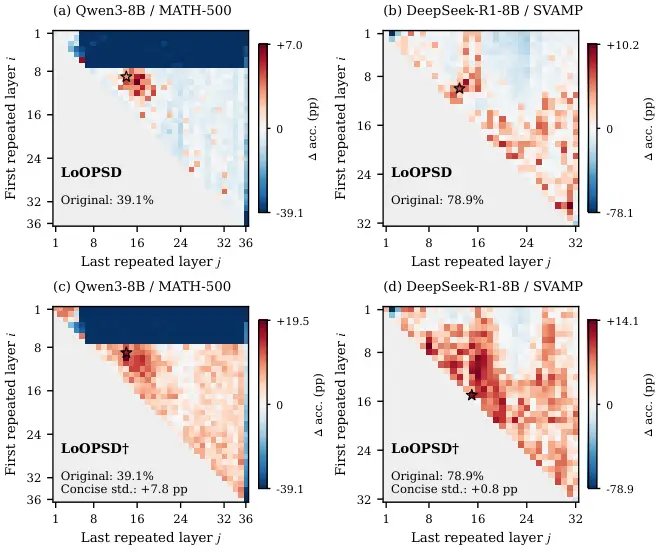 (a) Qwen3-8B / MATH-500
First repeated layer i
1
8
16
24
32
36
LoOPSD
Original: 39.1%
1 8 16 24 32 36
Last repeated layer j
+7.0
0
-39.1
Δ acc. (pp)
(b) DeepSeek-R1-8B / SVAMP
First repeated layer i
1
8
16
24
32
LoOPSD
Original: 78.9%
1 8 16 24 32
Last repeated layer j
+10.2
0
-78.1
Δ acc. (pp)
(c) Qwen3-8B / MATH-500
First repeated layer i
1
8
16
24
32
36
LoOPSD†
Original: 39.1%
Concise std.: +7.8 pp
1 8 16 24 32 36
Last repeated layer j
+19.5
0
-39.1
Δ acc. (pp)
(d) DeepSeek-R1-8B / SVAMP
First repeated layer i
1
8
16
24
32
LoOPSD†
Original: 78.9%
Concise std.: +0.8 pp
1 8 16 24 32
Last repeated layer j
+14.1
0
-78.9
Δ acc. (pp)